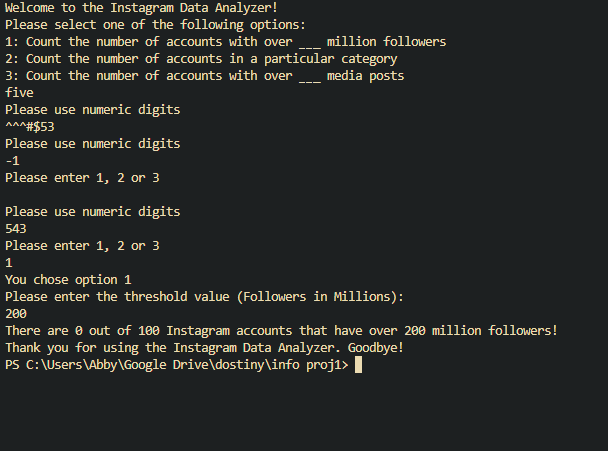 Welcome to the Instagram Data Analyzer!
Please select one of the following options:
1: Count the number of accounts with over ___ million followers
2: Count the number of accounts in a particular category
3: Count the number of accounts with over ___ media posts
five
Please use numeric digits
^^^#$53
Please use numeric digits
-1
Please enter 1, 2 or 3

Please use numeric digits
543
Please enter 1, 2 or 3
1
You chose option 1
Please enter the threshold value (Followers in Millions):
200
There are 0 out of 100 Instagram accounts that have over 200 million followers!
Thank you for using the Instagram Data Analyzer. Goodbye!
PS C:\Users\Abby\Google Drive\dostiny\info proj1>